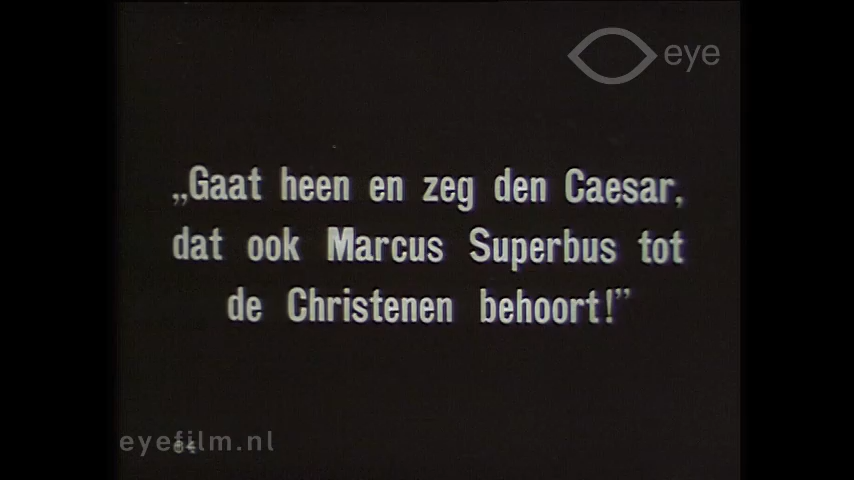 eye
„Gaat heen en zeg den Caesar,
dat ook Marcus Superbus tot
de Christenen behoort!”
eyefilm.nl